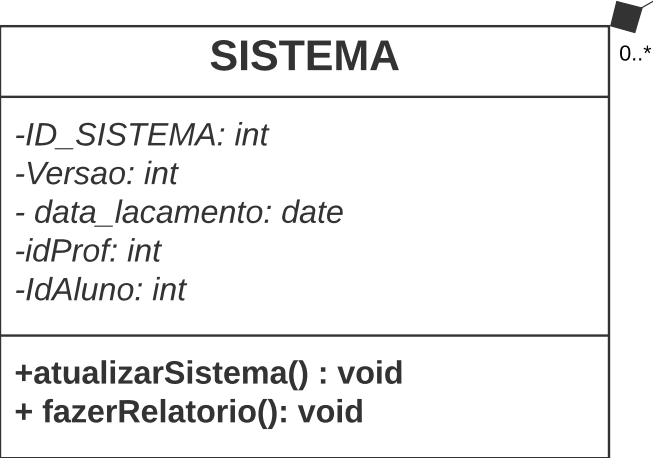 SISTEMA
0..*
-ID_SISTEMA: int
-Versao: int
- data_lacamento: date
-idProf: int
-IdAluno: int
+atualizarSistema() : void
+ fazerRelatorio(): void